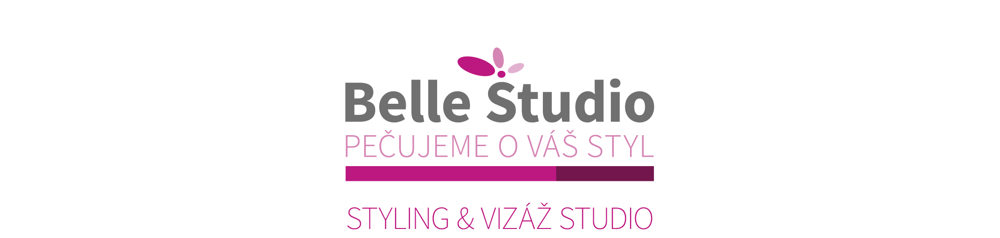 Belle Studio
PEČUJEME O VÁŠ STYL
STYLING & VIZÁŽ STUDIO